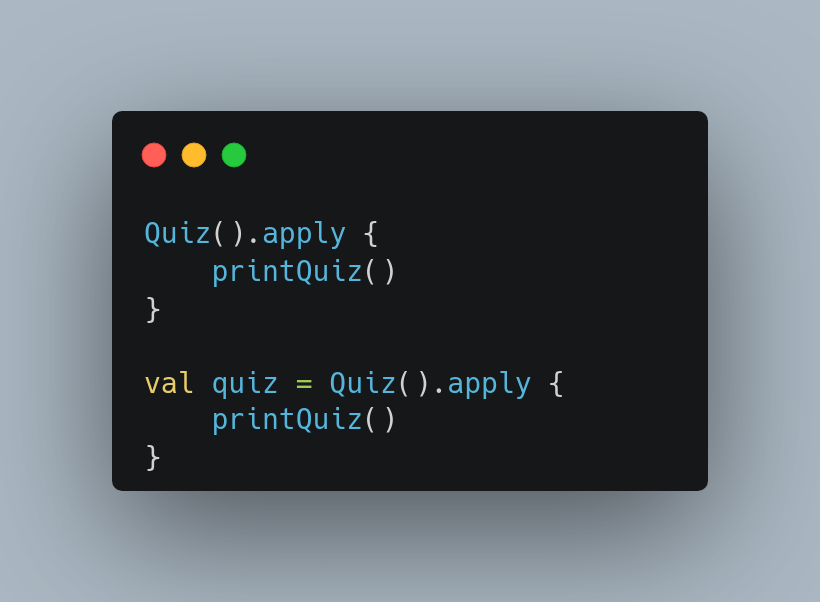 Quiz().apply {
    printQuiz()
}

val quiz = Quiz().apply {
    printQuiz()
}